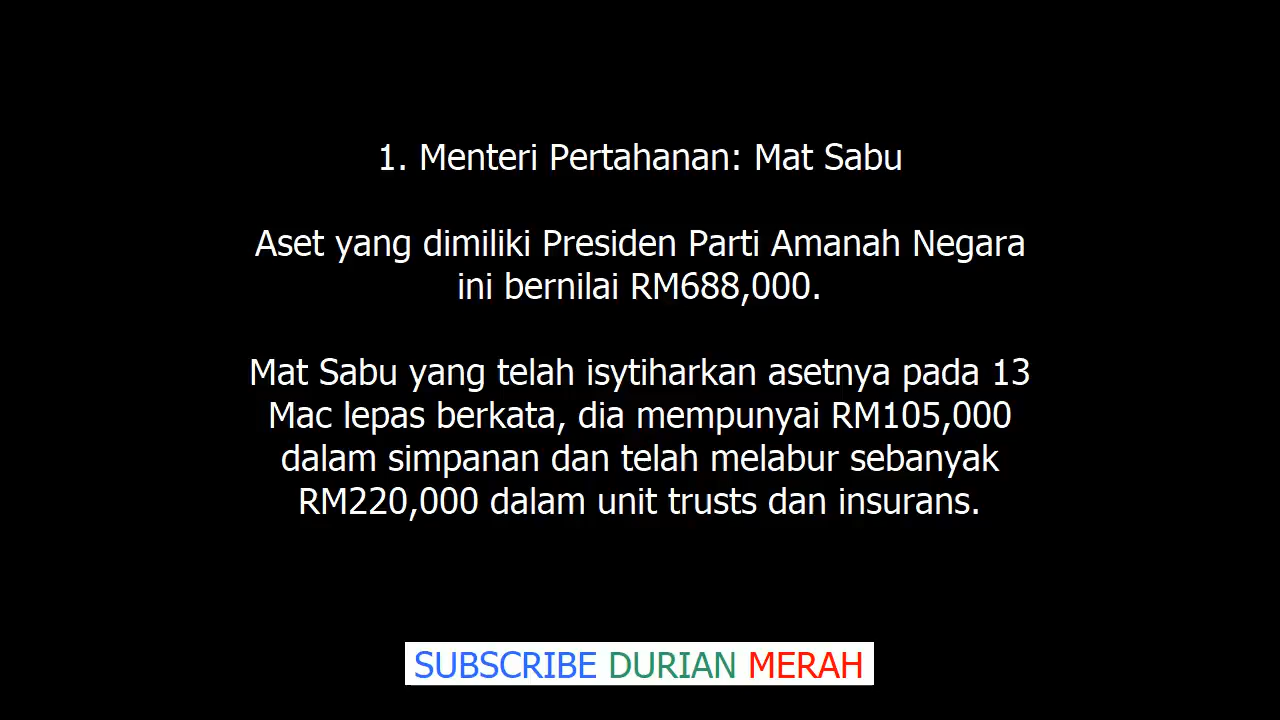 1. Menteri Pertahanan: Mat Sabu
Aset yang dimiliki Presiden Parti Amanah Negara
ini bernilai RM688,000.
Mat Sabu yang telah isytiharkan asetnya pada 13
Mac lepas berkata, dia mempunyai RM105,000
dalam simpanan dan telah melabur sebanyak
RM220,000 dalam unit trusts dan insurans.
SUBSCRIBE DURIAN MERAH